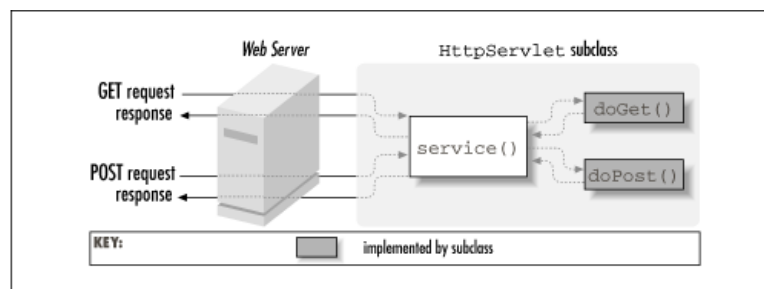 Web Server
HttpServlet subclass
GET request
response
doGet()
service()
POST request
response
doPost()
KEY:
implemented by subclass